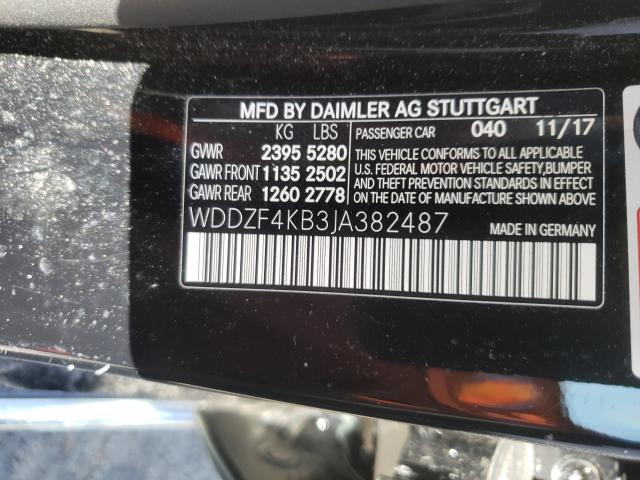 MFD BY DAIMLER AG STUTTGART
KG LBS
GVWR 2395 5280
GAWR FRONT 1135 2502
GAWR REAR 1260 2778
PASSENGER CAR 040 11/17
THIS VEHICLE CONFORMS TO ALL APPLICABLE
U.S. FEDERAL MOTOR VEHICLE SAFETY, BUMPER
AND THEFT PREVENTION STANDARDS IN EFFECT
ON THE DATE OF MANUFACTURE SHOWN ABOVE
WDDZF4KB3JA382487 MADE IN GERMANY